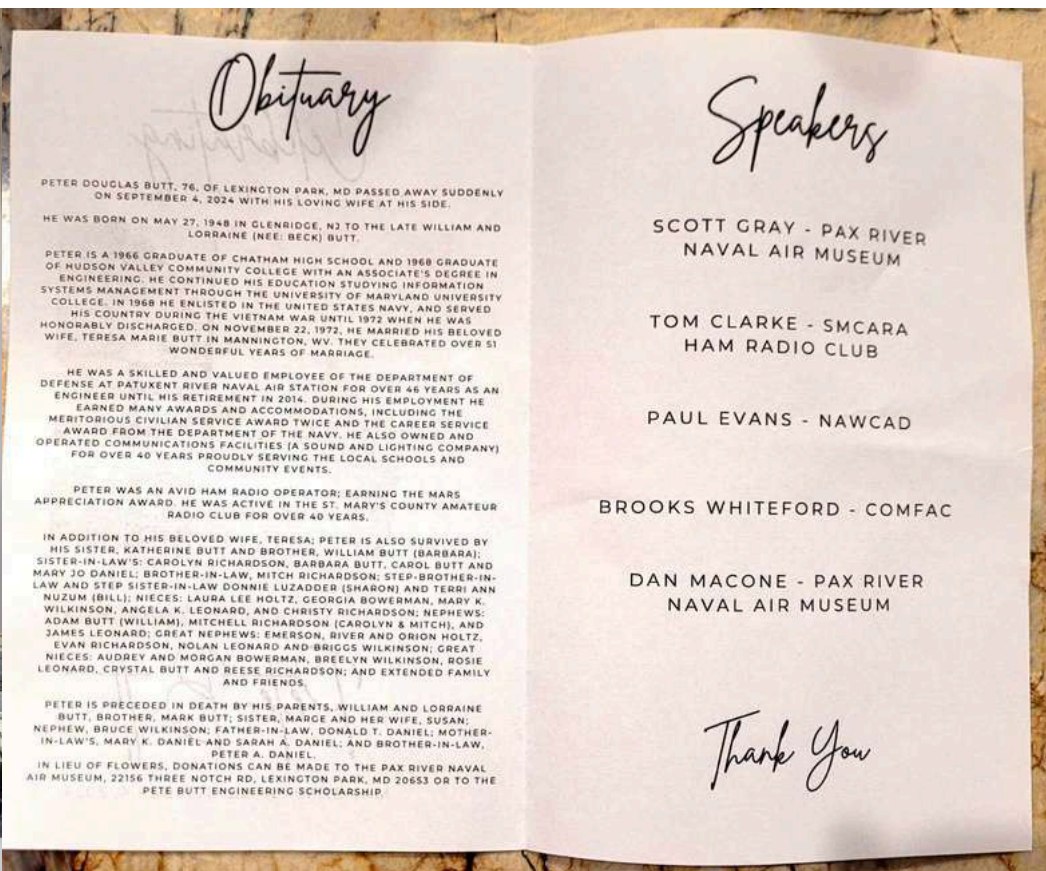 Obituary
PETER DOUGLAS BUTT, 76, OF LEXINGTON PARK, MD PASSED AWAY SUDDENLY
ON SEPTEMBER 4, 2024 WITH HIS LOVING WIFE AT HIS SIDE.
HE WAS BORN ON MAY 27, 1948 IN GLENRIDGE, NJ TO THE LATE WILLIAM AND
LORRAINE (NEE: BECK) BUTT.
PETER IS A 1966 GRADUATE OF CHATHAM HIGH SCHOOL AND 1968 GRADUATE
OF HUDSON VALLEY COMMUNITY COLLEGE WITH AN ASSOCIATE'S DEGREE IN
ENGINEERING. HE CONTINUED HIS EDUCATION STUDYING INFORMATION
SYSTEMS MANAGEMENT THROUGH THE UNIVERSITY OF MARYLAND UNIVERSITY
COLLEGE. IN 1968 HE ENLISTED IN THE UNITED STATES NAVY, AND SERVED
HIS COUNTRY DURING THE VIETNAM WAR UNTIL 1972 WHEN HE WAS
HONORABLY DISCHARGED. ON NOVEMBER 22, 1972, HE MARRIED HIS BELOVED
WIFE, TERESA MARIE BUTT IN MANNINGTON, WV. THEY CELEBRATED OVER 51
WONDERFUL YEARS OF MARRIAGE.
HE WAS A SKILLED AND VALUED EMPLOYEE OF THE DEPARTMENT OF
DEFENSE AT PATUXENT RIVER NAVAL AIR STATION FOR OVER 46 YEARS AS AN
ENGINEER UNTIL HIS RETIREMENT IN 2014. DURING HIS EMPLOYMENT HE
EARNED MANY AWARDS AND ACCOMMODATIONS, INCLUDING THE
MERITORIOUS CIVILIAN SERVICE AWARD TWICE AND THE CAREER SERVICE
AWARD FROM THE DEPARTMENT OF THE NAVY. HE ALSO OWNED AND
OPERATED COMMUNICATIONS FACILITIES (A SOUND AND LIGHTING COMPANY)
FOR OVER 40 YEARS PROUDLY SERVING THE LOCAL SCHOOLS AND
COMMUNITY EVENTS.
PETER WAS AN AVID HAM RADIO OPERATOR; EARNING THE MARS
APPRECIATION AWARD. HE WAS ACTIVE IN THE ST. MARY'S COUNTY AMATEUR
RADIO CLUB FOR OVER 40 YEARS.
IN ADDITION TO HIS BELOVED WIFE, TERESA; PETER IS ALSO SURVIVED BY
HIS SISTER, KATHERINE BUTT AND BROTHER, WILLIAM BUTT (BARBARA);
SISTER-IN-LAW'S: CAROLYN RICHARDSON, BARBARA BUTT, CAROL BUTT AND
MARY JO DANIEL; BROTHER-IN-LAW, MITCH RICHARDSON; STEP-BROTHER-IN-
LAW AND STEP SISTER-IN-LAW DONNIE LUZADDER (SHARON) AND TERRI ANN
NUZUM (BILL); NIECES: LAURA LEE HOLTZ, GEORGIA BOWERMAN, MARY K.
WILKINSON, ANGELA K. LEONARD, AND CHRISTY RICHARDSON; NEPHEWS:
ADAM BUTT (WILLIAM), MITCHELL RICHARDSON (CAROLYN & MITCH), AND
JAMES LEONARD; GREAT NEPHEWS: EMERSON, RIVER AND ORION HOLTZ,
EVAN RICHARDSON, NOLAN LEONARD AND BRIGGS WILKINSON; GREAT
NIECES: AUDREY AND MORGAN BOWERMAN, BREELYN WILKINSON, ROSIE
LEONARD, CRYSTAL BUTT AND REESE RICHARDSON; AND EXTENDED FAMILY
AND FRIENDS.
PETER IS PRECEDED IN DEATH BY HIS PARENTS, WILLIAM AND LORRAINE
BUTT, BROTHER, MARK BUTT; SISTER, MARGE AND HER WIFE, SUSAN;
NEPHEW, BRUCE WILKINSON; FATHER-IN-LAW, DONALD T. DANIEL; MOTHER-
IN-LAW'S, MARY K. DANIEL AND SARAH A. DANIEL; AND BROTHER-IN-LAW,
PETER A. DANIEL.
IN LIEU OF FLOWERS, DONATIONS CAN BE MADE TO THE PAX RIVER NAVAL
AIR MUSEUM, 22156 THREE NOTCH RD, LEXINGTON PARK, MD 20653 OR TO THE
PETE BUTT ENGINEERING SCHOLARSHIP.
Speakers
SCOTT GRAY - PAX RIVER
NAVAL AIR MUSEUM
TOM CLARKE - SMCARA
HAM RADIO CLUB
PAUL EVANS - NAWCAD
BROOKS WHITEFORD - COMFAC
DAN MACONE - PAX RIVER
NAVAL AIR MUSEUM
Thank You